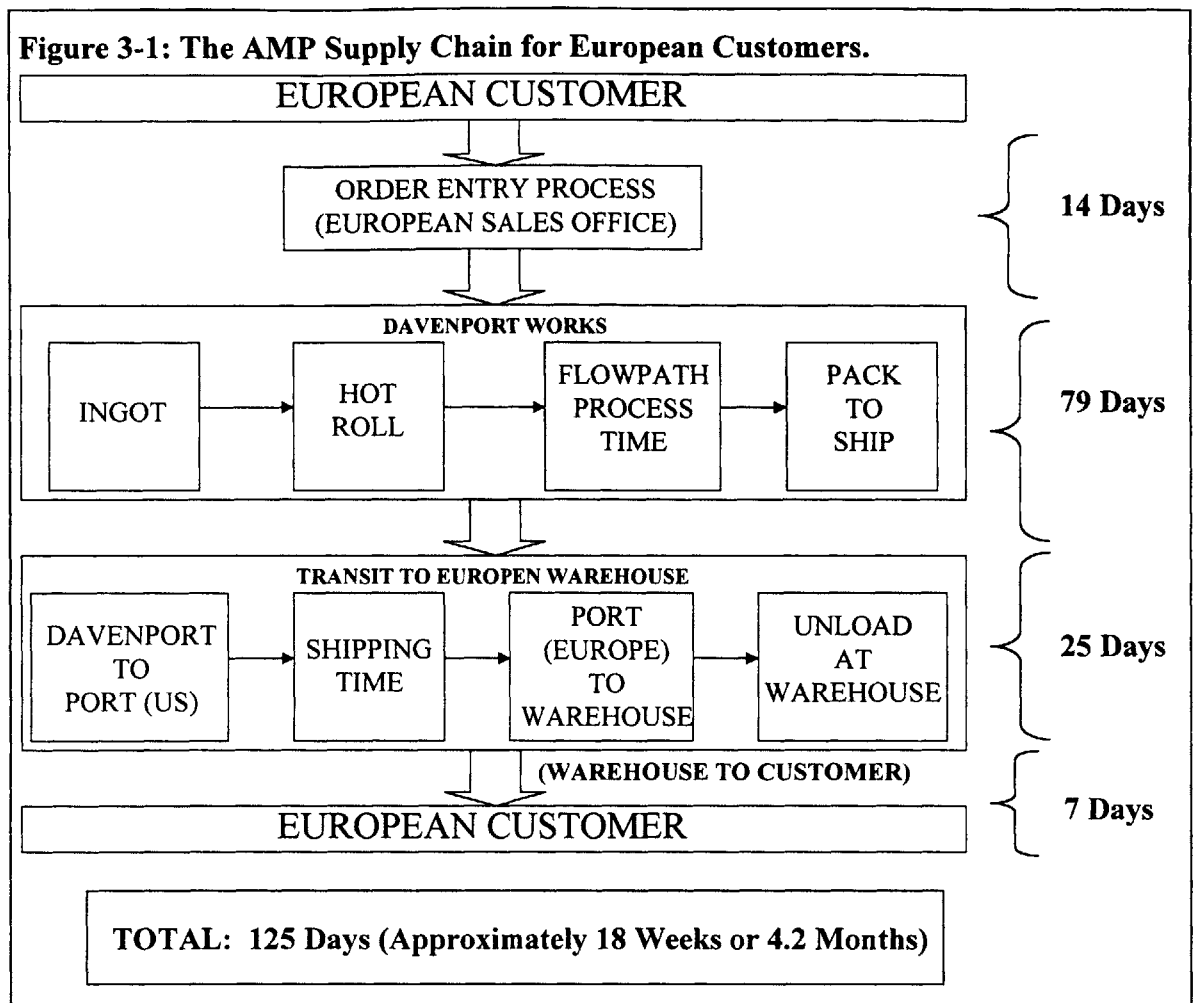 Figure 3-1: The AMP Supply Chain for European Customers.
EUROPEAN CUSTOMER
ORDER ENTRY PROCESS
(EUROPEAN SALES OFFICE)
14 Days
DAVENPORT WORKS
INGOT
HOT
ROLL
FLOWPATH
PROCESS
TIME
PACK
TO
SHIP
79 Days
TRANSIT TO EUROPEN WAREHOUSE
DAVENPORT
TO
PORT (US)
SHIPPING
TIME
PORT
(EUROPE)
TO
WAREHOUSE
UNLOAD
AT
WAREHOUSE
25 Days
(WAREHOUSE TO CUSTOMER)
7 Days
EUROPEAN CUSTOMER
TOTAL: 125 Days (Approximately 18 Weeks or 4.2 Months)